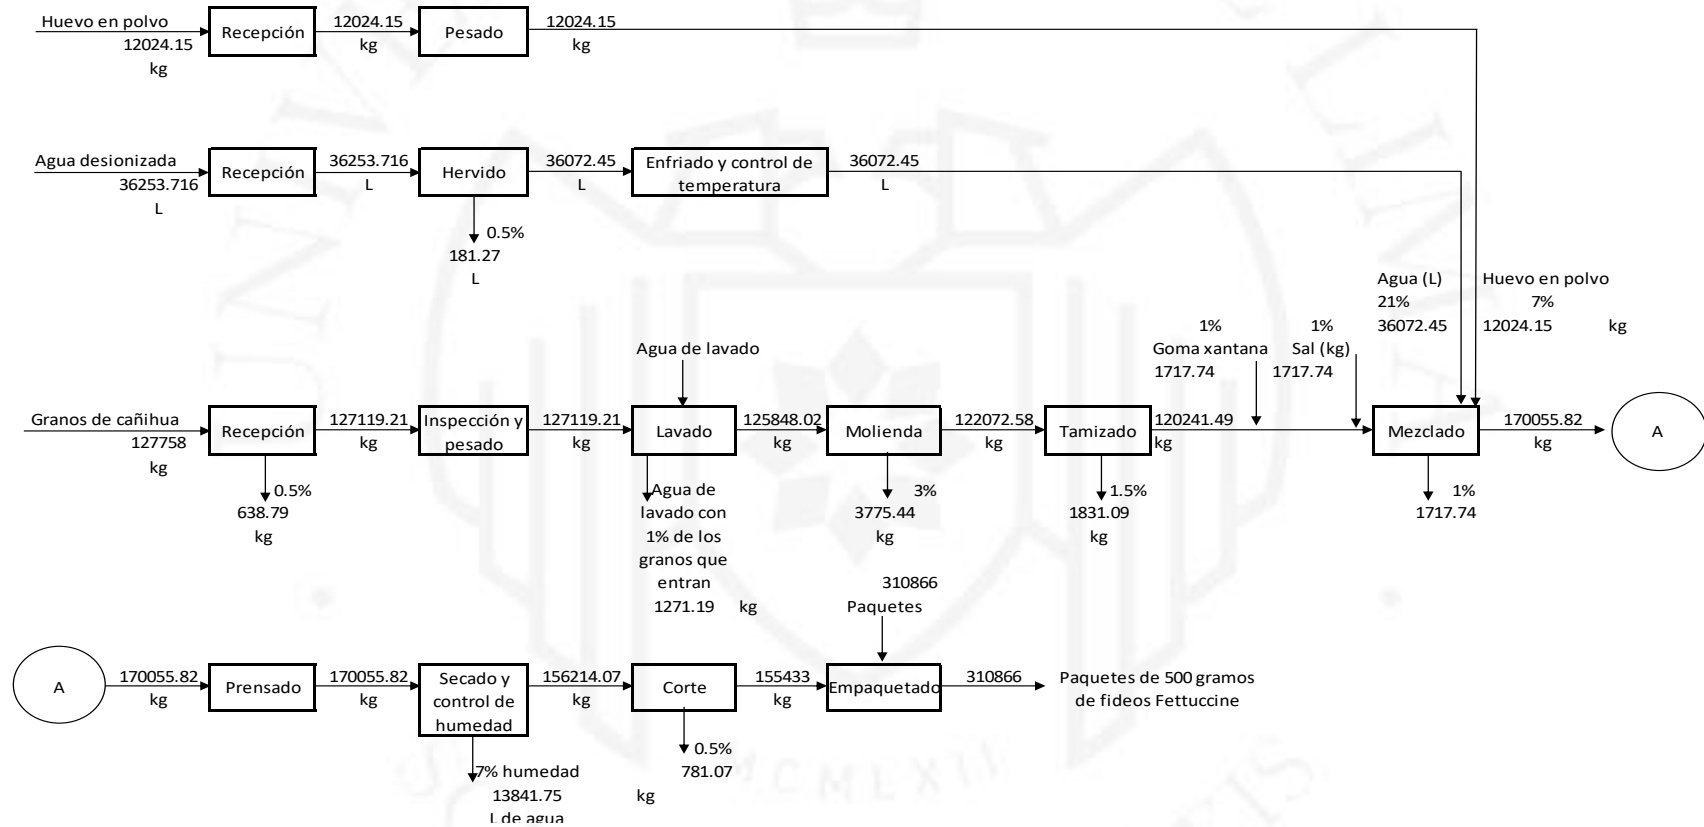 Huevo en polvo
12024.15
kg
Recepción
12024.15
kg
Pesado
12024.15
kg
Agua desionizada
36253.716
L
Recepción
36253.716
L
Hervido
36072.45
L
Enfriado y control de
temperatura
36072.45
L
0.5%
181.27
L
Agua (L)
21%
36072.45
Huevo en polvo
7%
12024.15 kg
1%
Goma xantana
1717.74
1%
Sal (kg)
1717.74
Agua de lavado
Granos de cañihua
127758
kg
Recepción
127119.21
kg
Inspección y
pesado
127119.21
kg
Lavado
125848.02
kg
Molienda
122072.58
kg
Tamizado
120241.49
kg
Mezclado
170055.82
kg
A
0.5%
638.79
kg
Agua de
lavado con
1% de los
granos que
entran
1271.19 kg
3%
3775.44
kg
1.5%
1831.09
kg
1%
1717.74
310866
Paquetes
A
170055.82
kg
Prensado
170055.82
kg
Secado y
control de
humedad
156214.07
kg
Corte
155433
kg
Empaquetado
310866
Paquetes de 500 gramos
de fideos Fettuccine
7% humedad
13841.75 kg
L de agua
0.5%
781.07
MCMLXII